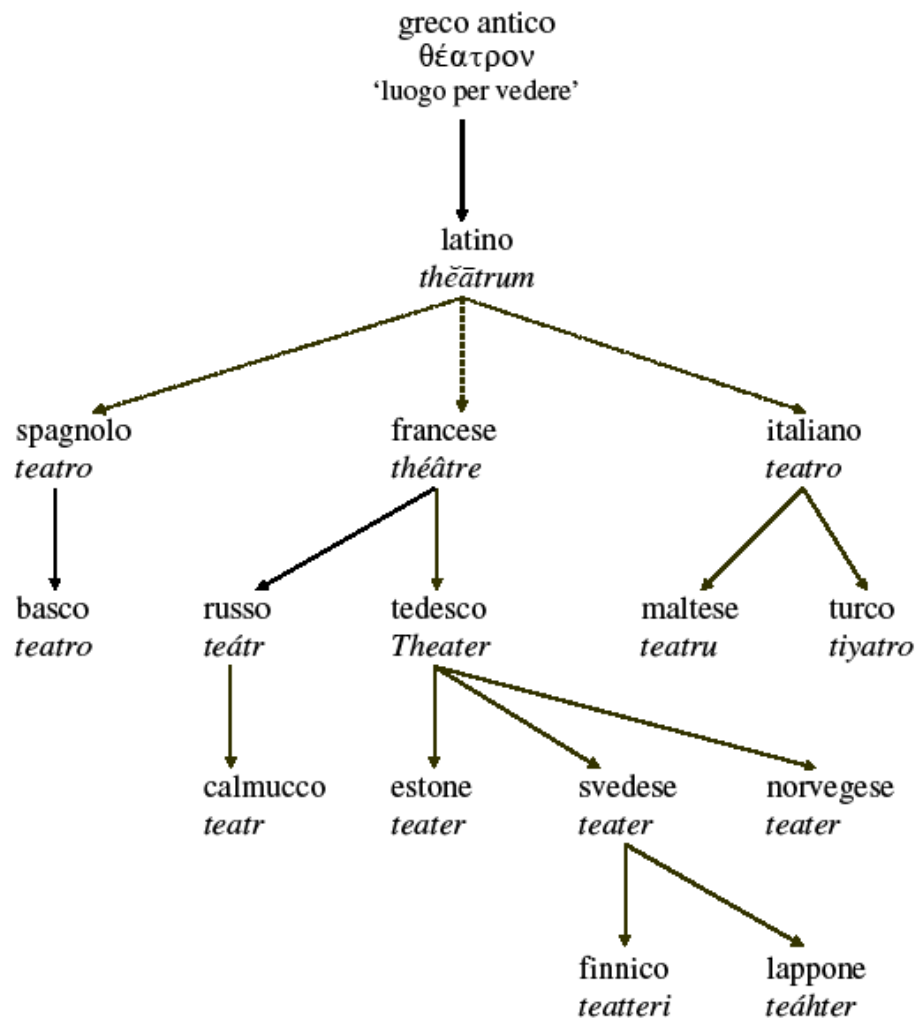 greco antico
θέατρον
‘luogo per vedere’
latino
thĕātrum
spagnolo francese italiano
teatro théâtre teatro
basco russo tedesco maltese turco
teatro teátr Theater teatru tiyatro
calmucco estone svedese norvegese
teatr teater teater teater
finnico lappone
teatteri teáhter